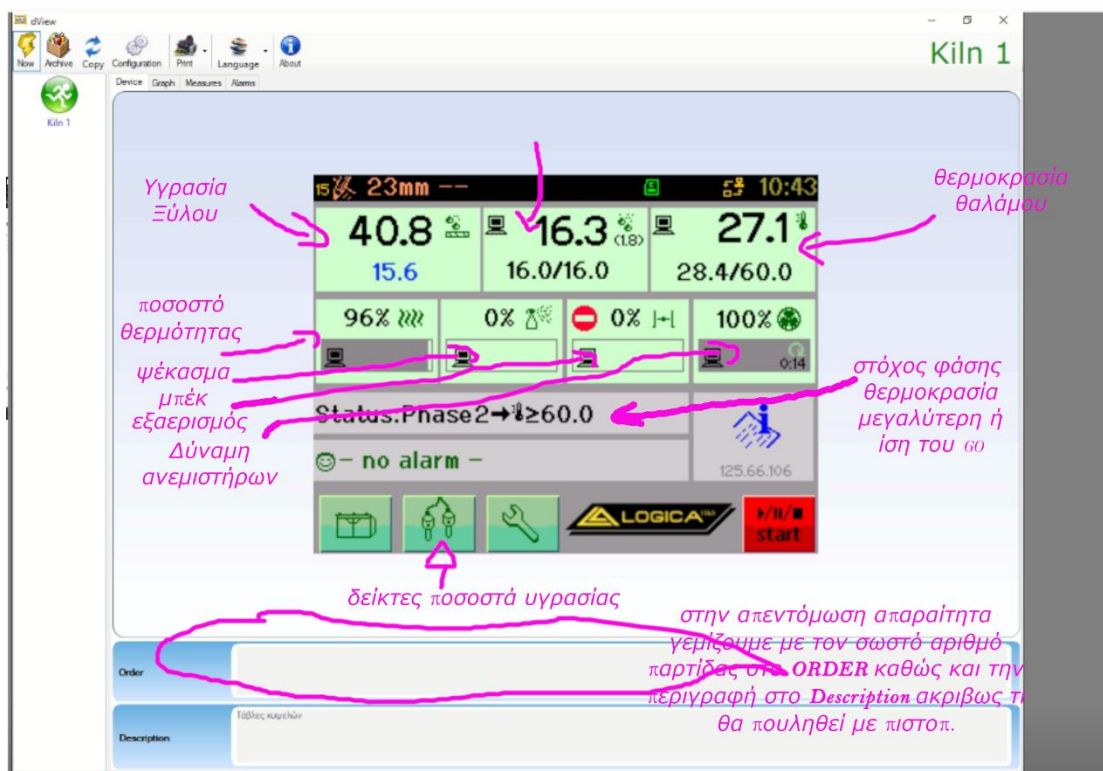 dView
Now Archive Copy Configuration Print Language About
Kiln 1
Device Graph Measures Alarms
Kiln 1
15 23mm -- 10:43
40.8 16.3 (1.8) 27.1
15.6 16.0/16.0 28.4/60.0
96% 0% 0% 100%
0:14
Status:Phase2→≥60.0
– no alarm –
125.66.106
LOGICA
▶/II/■
start
Υγρασία
Ξύλου
θερμοκρασία
θαλάμου
ποσοστό
θερμότητας
ψέκασμα
μπέκ
εξαερισμός
Δύναμη
ανεμιστήρων
στόχος φάσης
θερμοκρασία
μεγαλύτερη ή
ίση του 60
δείκτες ποσοστά υγρασίας
στην απεντόμωση απαραίτητα
γεμίζουμε με τον σωστό αριθμό
παρτίδας στο ORDER καθώς και την
περιγραφή στο Description ακριβως τι
θα πουληθεί με πιστοπ.
Order
Τάβλες κυψελών
Description